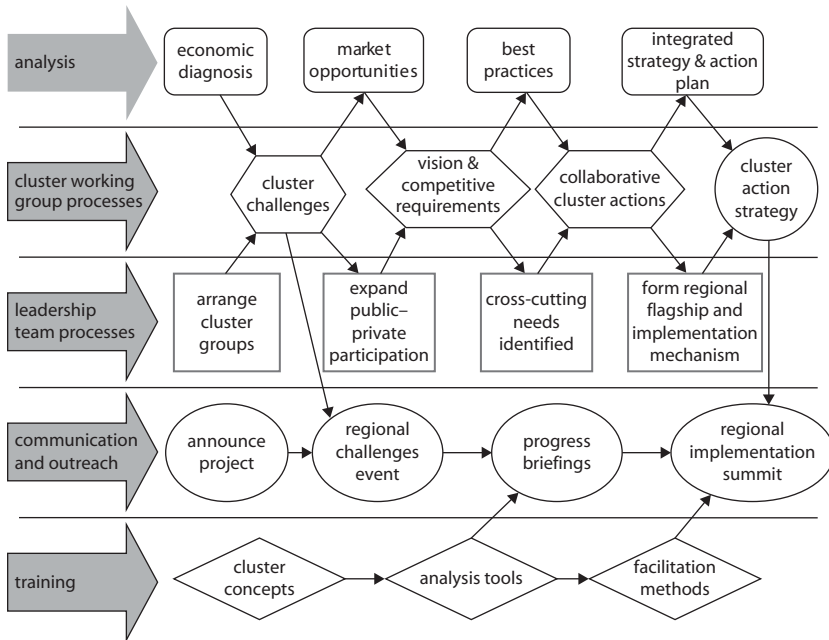 analysis
economic
diagnosis
market
opportunities
best
practices
integrated
strategy & action
plan
cluster working
group processes
cluster
challenges
vision &
competitive
requirements
collaborative
cluster actions
cluster
action
strategy
leadership
team processes
arrange
cluster
groups
expand
public–
private
participation
cross-cutting
needs
identified
form regional
flagship and
implementation
mechanism
communication
and outreach
announce
project
regional
challenges
event
progress
briefings
regional
implementation
summit
training
cluster
concepts
analysis tools
facilitation
methods